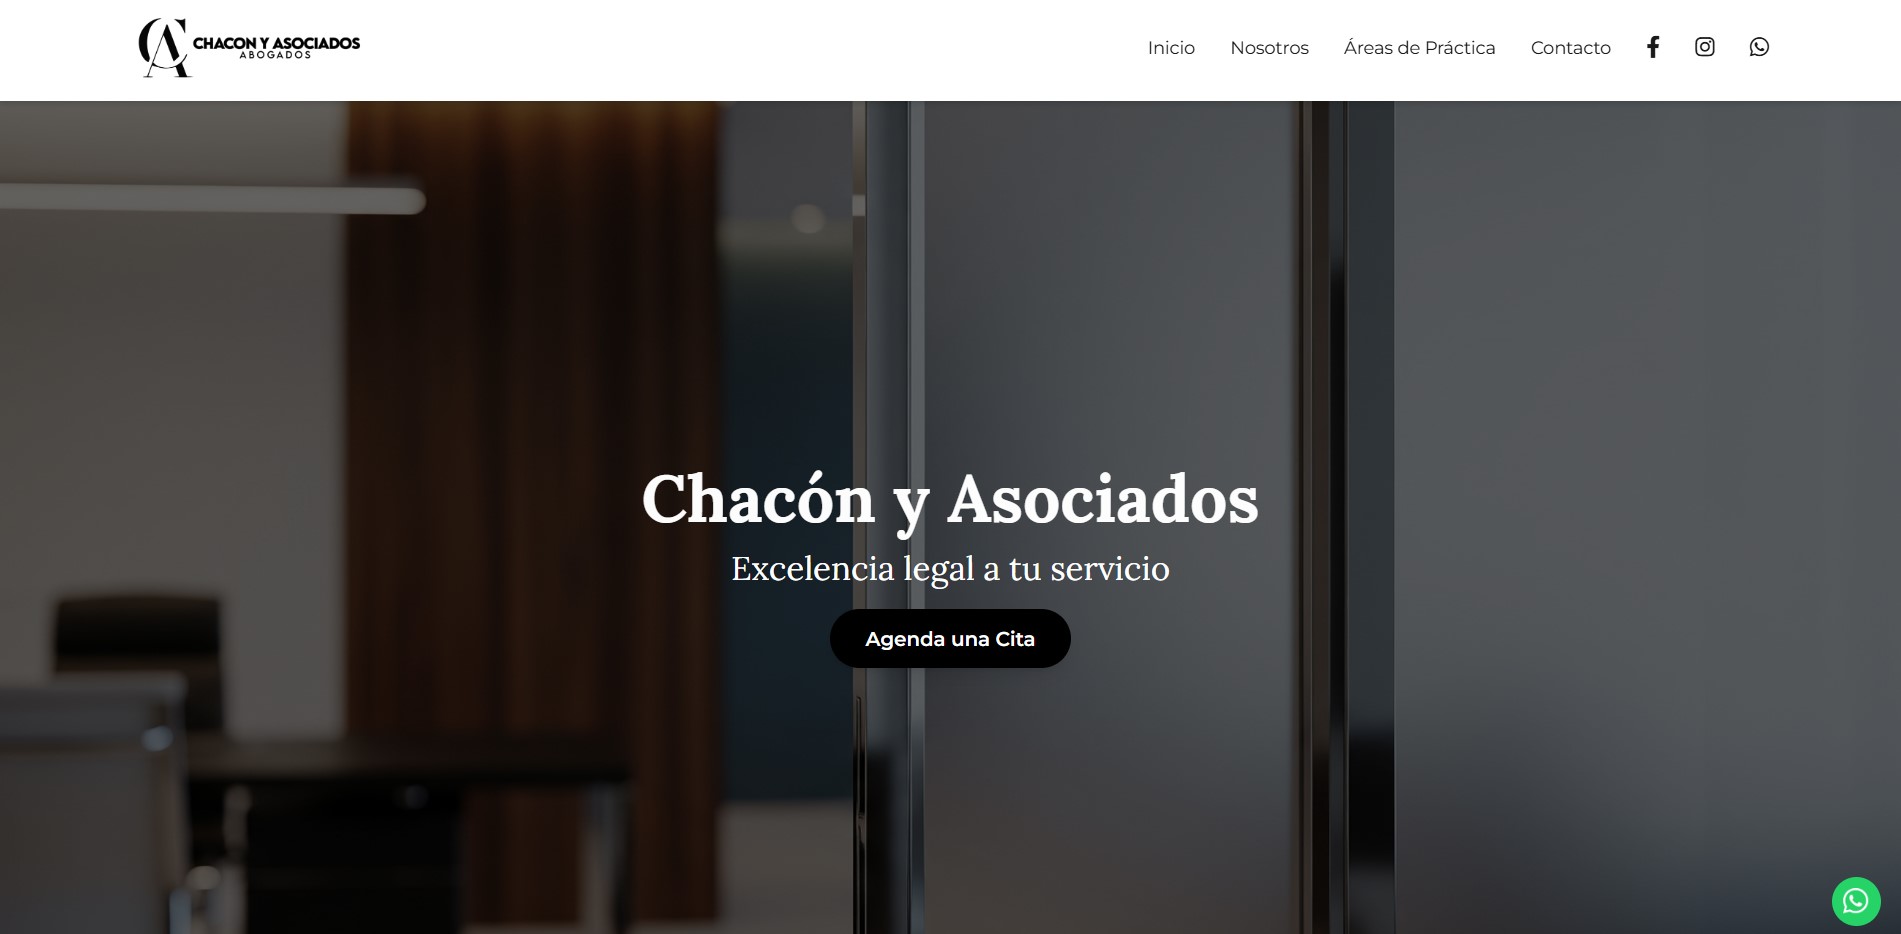 CA
CHACON Y ASOCIADOS
ABOGADOS
Inicio Nosotros Áreas de Práctica Contacto
Chacón y Asociados
Excelencia legal a tu servicio
Agenda una Cita